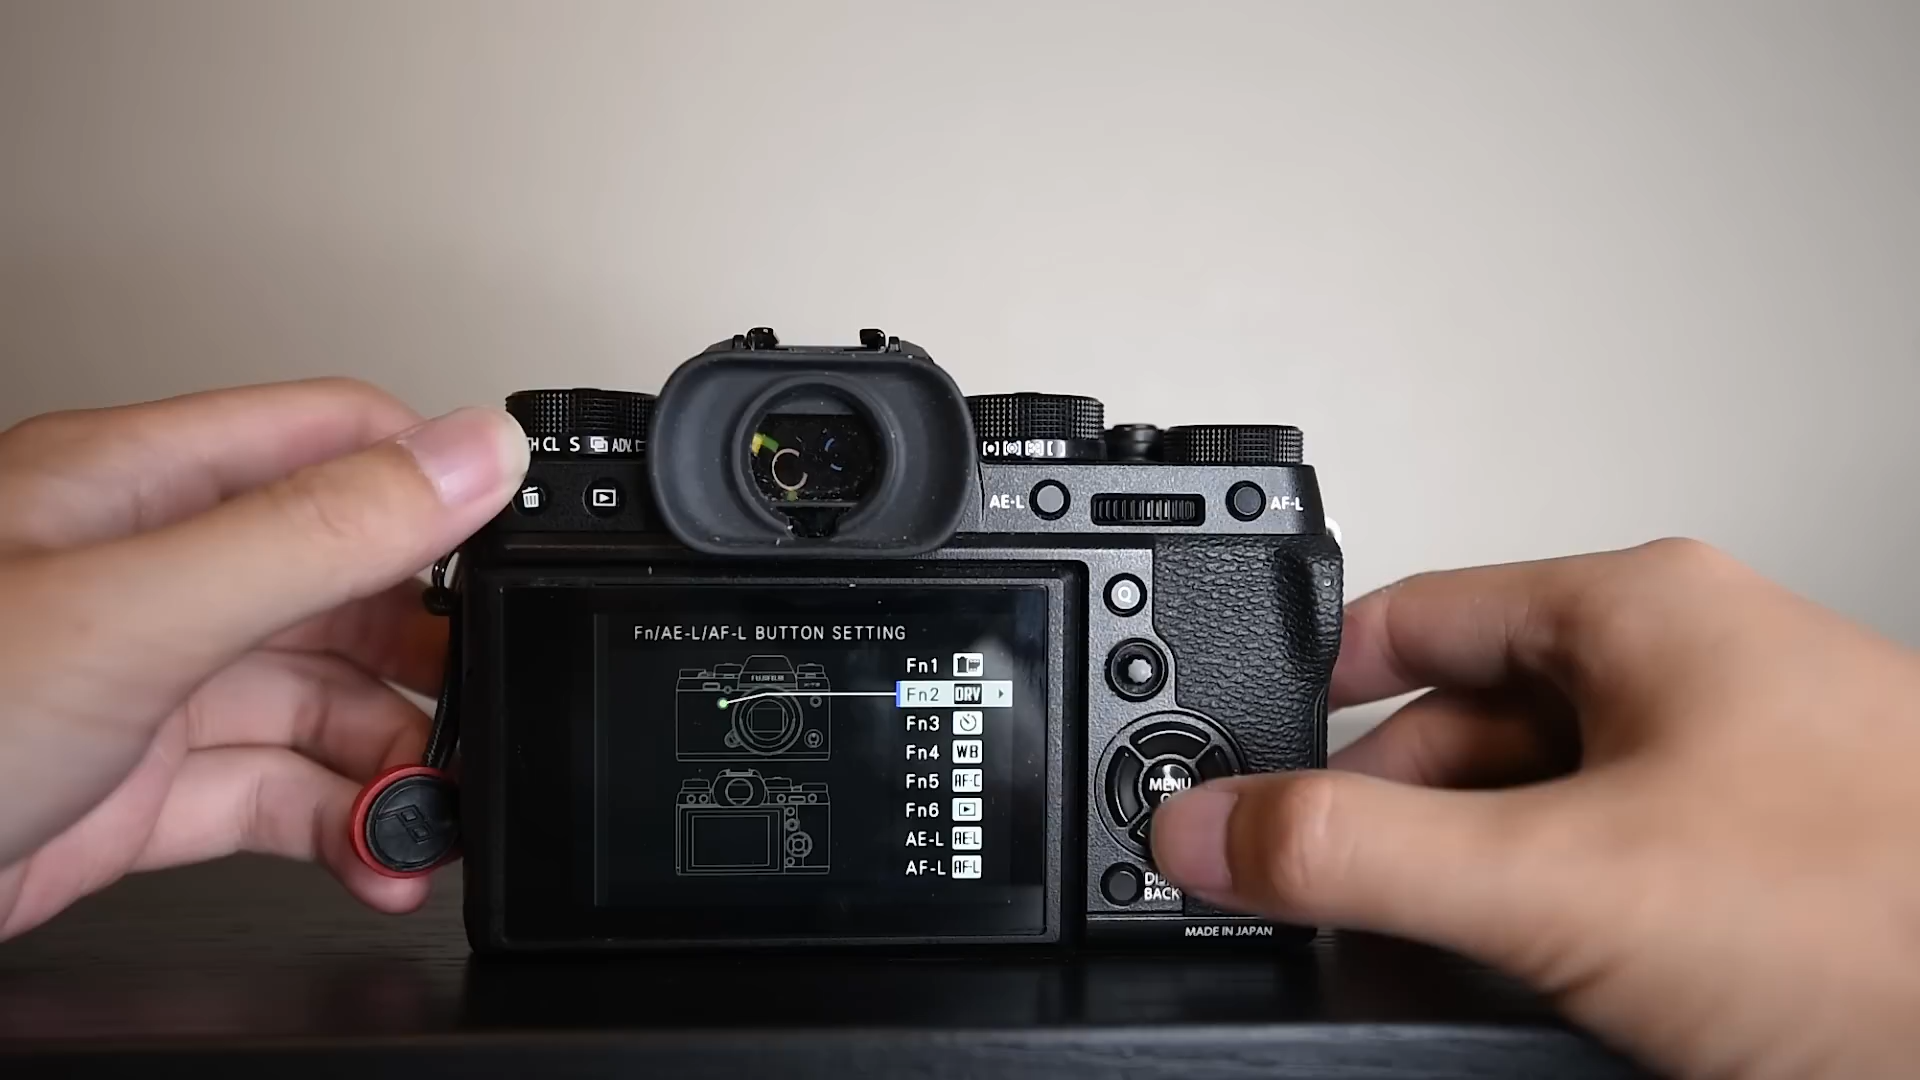 CL S ADV.
AE-L AF-L
Q
Fn/AE-L/AF-L BUTTON SETTING
FUJIFILM
Fn1
Fn2 DRV
Fn3
Fn4 WB
Fn5 AF-C
Fn6
AE-L AE-L
AF-L AF-L
MENU
BACK
MADE IN JAPAN